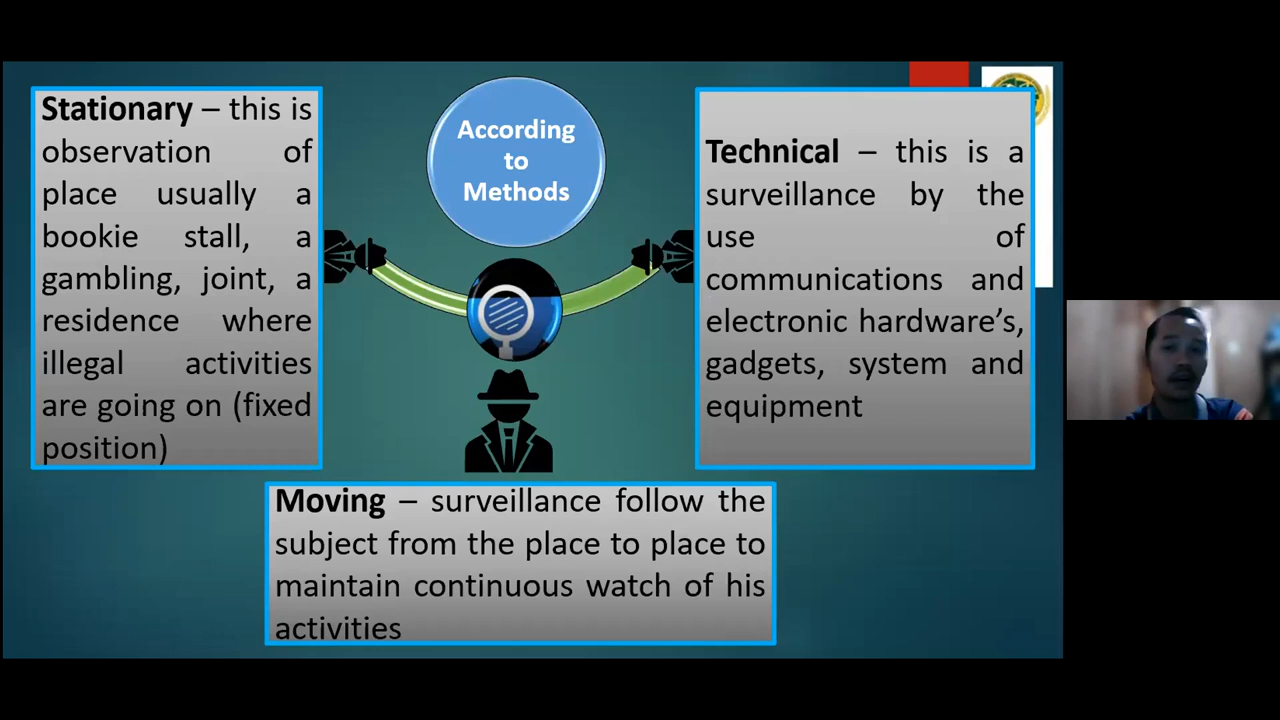 Stationary – this is
observation of
place usually a
bookie stall, a
gambling, joint, a
residence where
illegal activities
are going on (fixed
position)
According
to
Methods
Technical – this is a
surveillance by the
use of
communications and
electronic hardware's,
gadgets, system and
equipment
Moving – surveillance follow the
subject from the place to place to
maintain continuous watch of his
activities